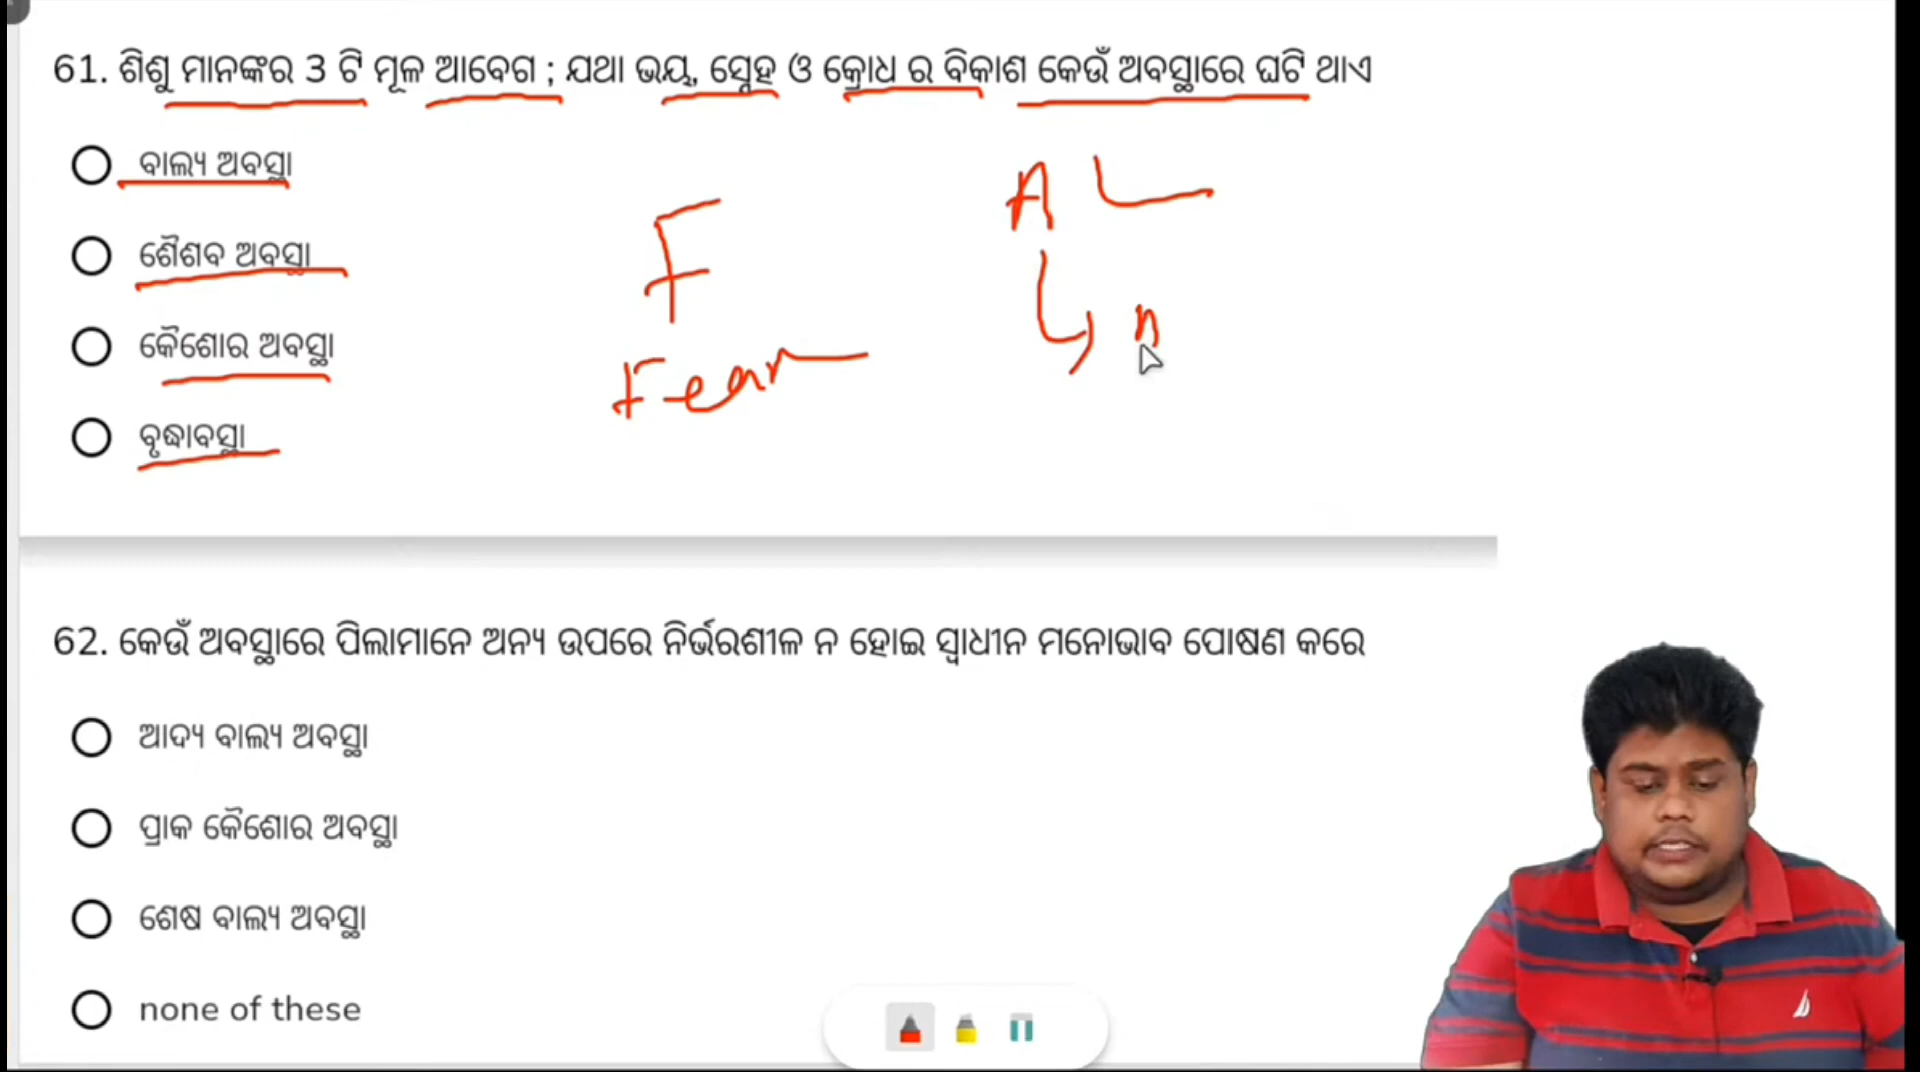 61. ଶିଶୁ ମାନଙ୍କର 3 ଟି ମୂଳ ଆବେଗ ; ଯଥା ଭୟ, ସ୍ନେହ ଓ କ୍ରୋଧ ର ବିକାଶ କେଉଁ ଅବସ୍ଥାରେ ଘଟି ଥାଏ
ବାଲ୍ୟ ଅବସ୍ଥା
ଶୈଶବ ଅବସ୍ଥା
କୈଶୋର ଅବସ୍ଥା
ବୃଦ୍ଧାବସ୍ଥା
F
Fear
A L
n
62. କେଉଁ ଅବସ୍ଥାରେ ପିଲାମାନେ ଅନ୍ୟ ଉପରେ ନିର୍ଭରଶୀଳ ନ ହୋଇ ସ୍ୱାଧୀନ ମନୋଭାବ ପୋଷଣ କରେ
ଆଦ୍ୟ ବାଲ୍ୟ ଅବସ୍ଥା
ପ୍ରାକ କୈଶୋର ଅବସ୍ଥା
ଶେଷ ବାଲ୍ୟ ଅବସ୍ଥା
none of these